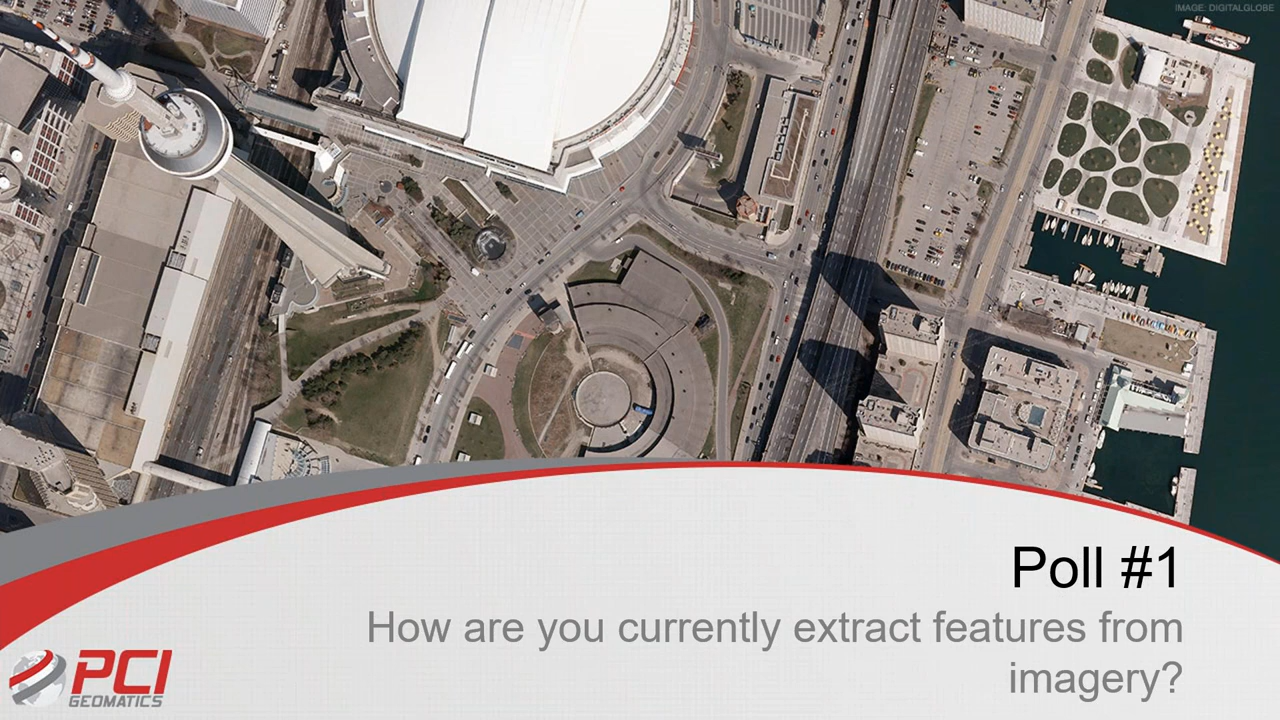 IMAGE: DIGITALGLOBE
Poll #1
How are you currently extract features from
imagery?
PCI
GEOMATICS